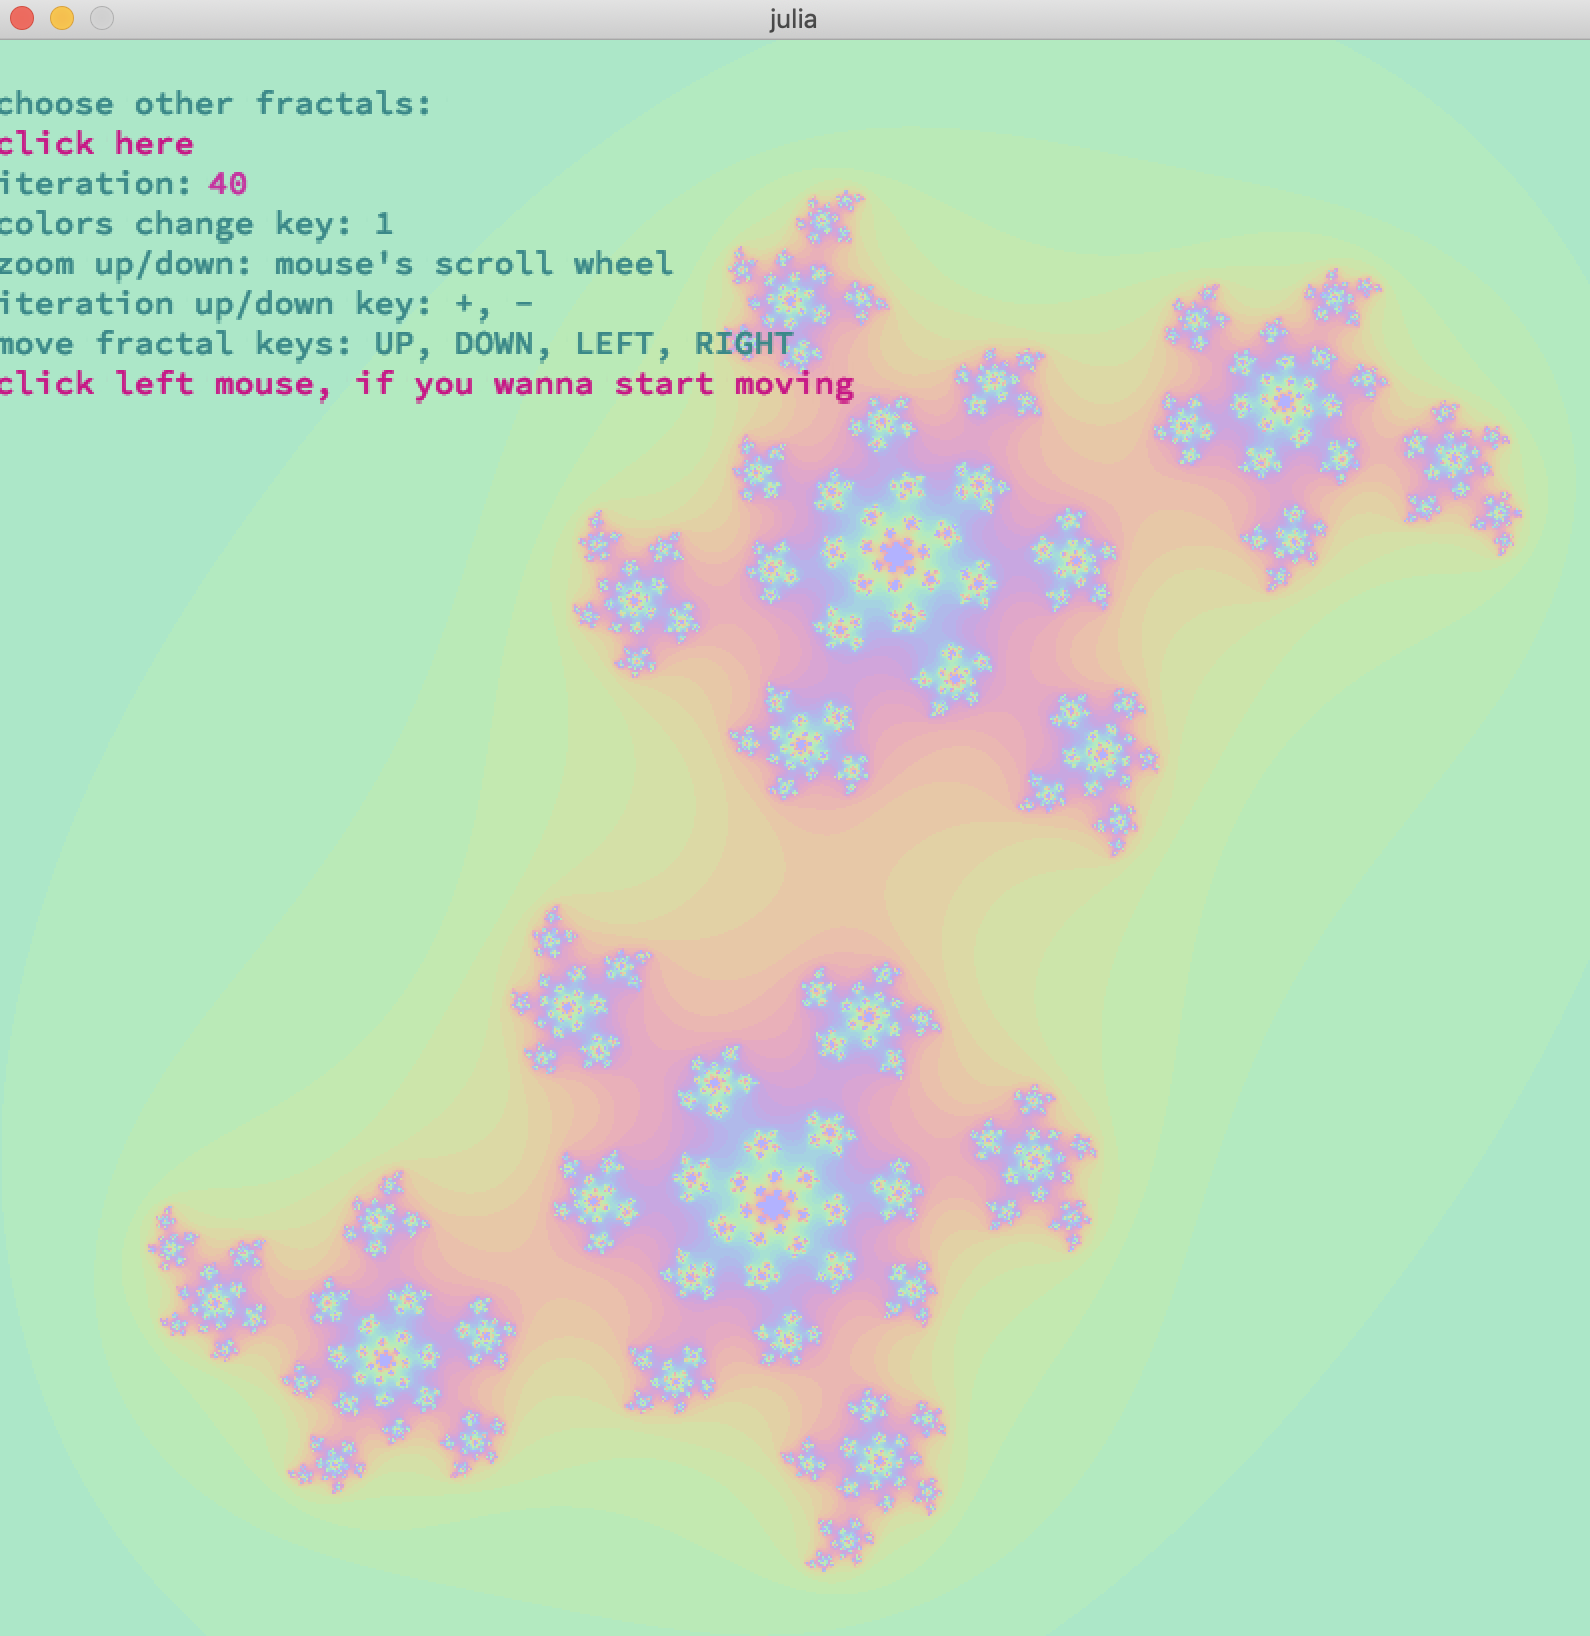 julia
choose other fractals:
click here
iteration: 40
colors change key: 1
zoom up/down: mouse's scroll wheel
iteration up/down key: +, -
move fractal keys: UP, DOWN, LEFT, RIGHT
click left mouse, if you wanna start moving